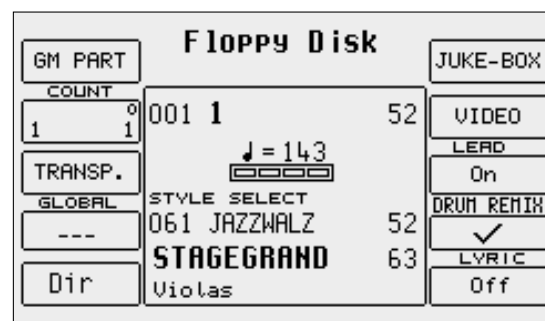 Floppy Disk
GM PART
JUKE-BOX
COUNT
0
1 1
001 1 52
VIDEO
♩ = 143
LEAD
On
TRANSP.
GLOBAL
---
STYLE SELECT
061 JAZZWALZ 52
DRUM REMIX
✓
STAGEGRAND 63
LYRIC
Off
Dir
Violas